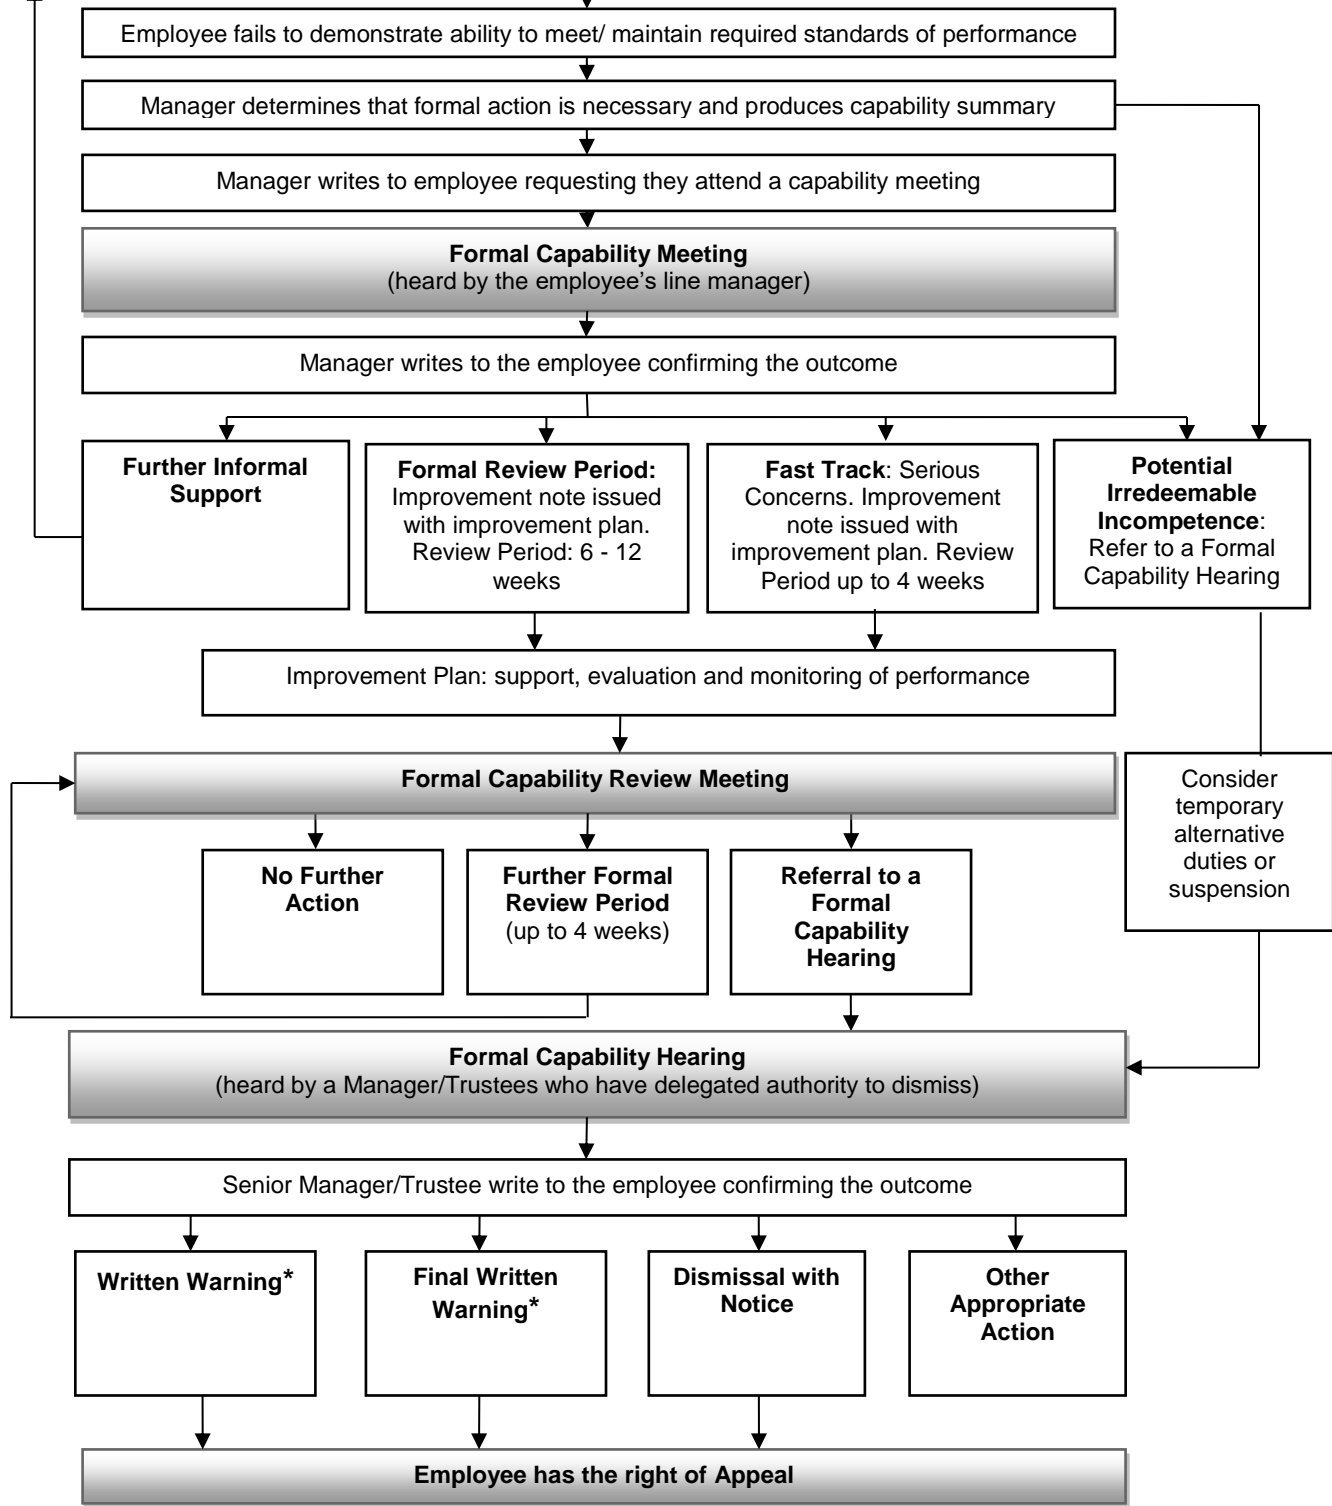 Employee fails to demonstrate ability to meet/ maintain required standards of performance
Manager determines that formal action is necessary and produces capability summary
Manager writes to employee requesting they attend a capability meeting
Formal Capability Meeting
(heard by the employee’s line manager)
Manager writes to the employee confirming the outcome
Further Informal
Support
Formal Review Period:
Improvement note issued
with improvement plan.
Review Period: 6 - 12
weeks
Fast Track: Serious
Concerns. Improvement
note issued with
improvement plan. Review
Period up to 4 weeks
Potential
Irredeemable
Incompetence:
Refer to a Formal
Capability Hearing
Improvement Plan: support, evaluation and monitoring of performance
Formal Capability Review Meeting
Consider
temporary
alternative
duties or
suspension
No Further
Action
Further Formal
Review Period
(up to 4 weeks)
Referral to a
Formal
Capability
Hearing
Formal Capability Hearing
(heard by a Manager/Trustees who have delegated authority to dismiss)
Senior Manager/Trustee write to the employee confirming the outcome
Written Warning*
Final Written
Warning*
Dismissal with
Notice
Other
Appropriate
Action
Employee has the right of Appeal